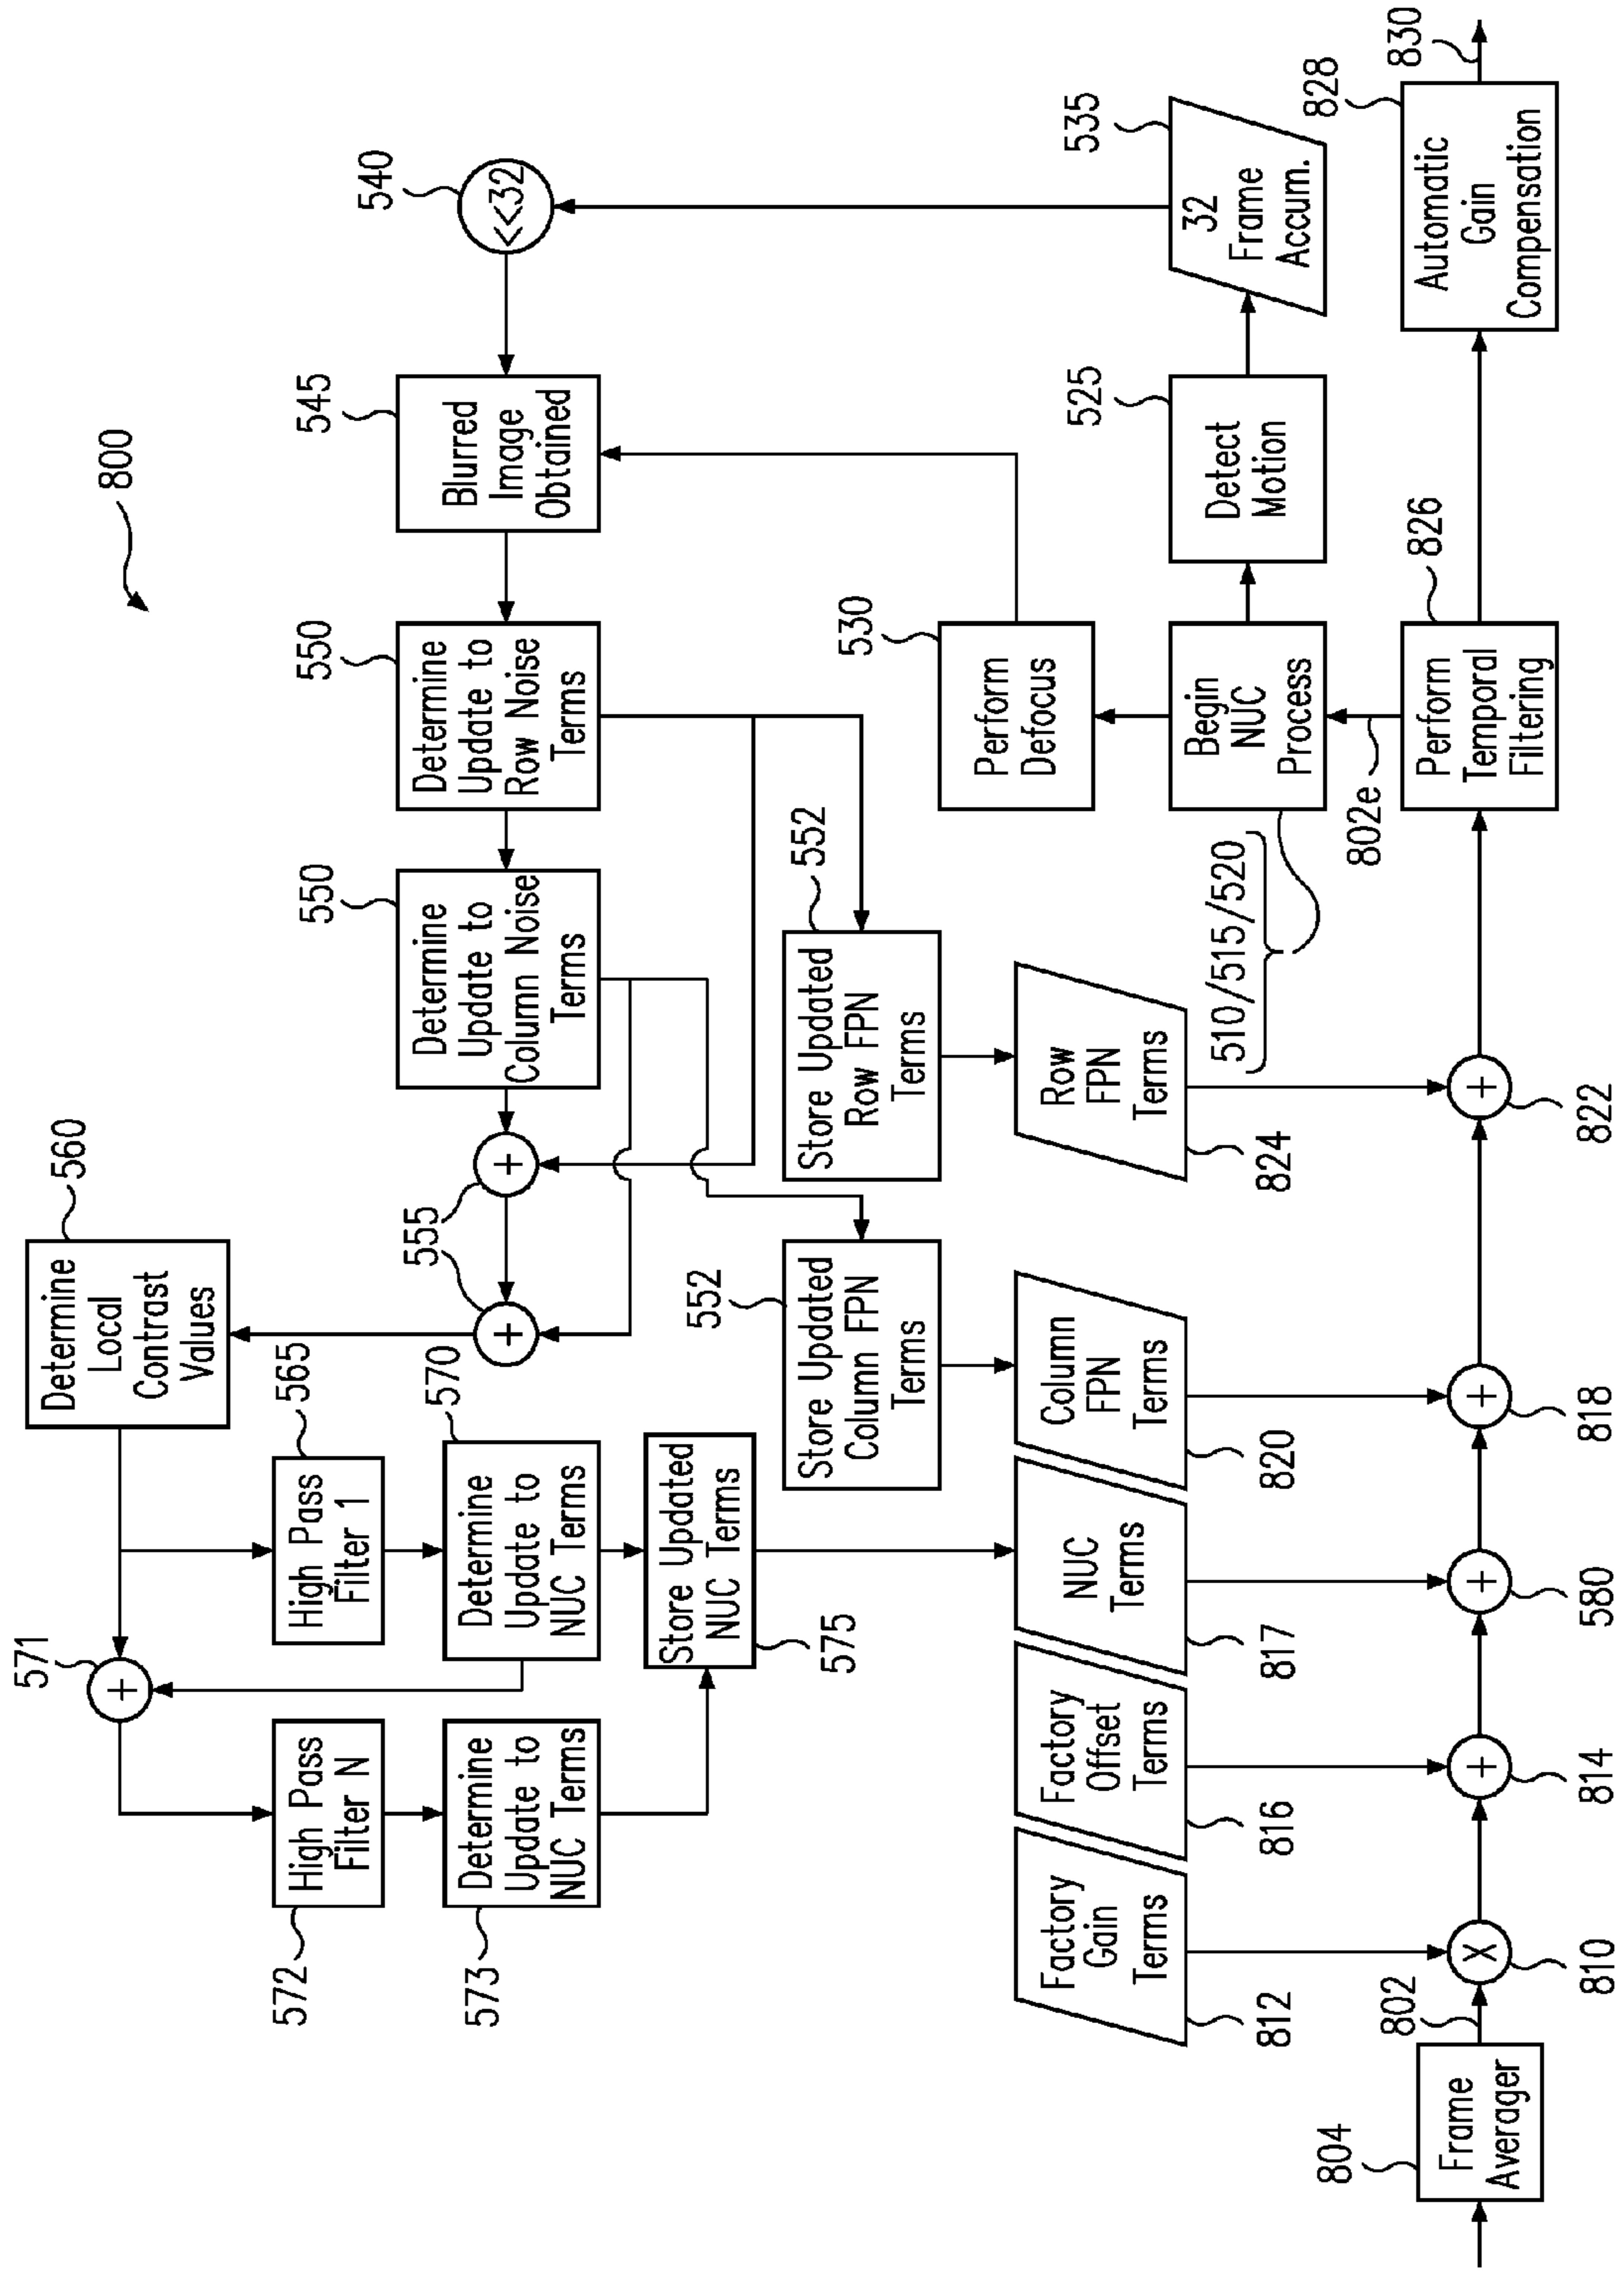 800
560
Determine
Local
Contrast
Values
571
+
High Pass
Filter 1
565
High Pass
Filter N
572
540
<<32
545
Blurred
Image
Obtained
550
Determine
Update to
Row Noise
Terms
550
Determine
Update to
Column Noise
Terms
555
+
+
570
Determine
Update to
NUC Terms
Determine
Update to
NUC Terms
573
Store Updated
NUC Terms
575
552
Store Updated
Row FPN
Terms
552
Store Updated
Column FPN
Terms
530
Perform
Defocus
525
Detect
Motion
535
32
Frame
Accum.
Begin
NUC
Process
510/515/520
802e
Factory
Gain
Terms
812
Factory
Offset
Terms
816
NUC
Terms
817
Column
FPN
Terms
820
Row
FPN
Terms
824
804
Frame
Averager
802
X
810
+
814
+
580
+
818
+
822
826
Perform
Temporal
Filtering
828
Automatic
Gain
Compensation
830